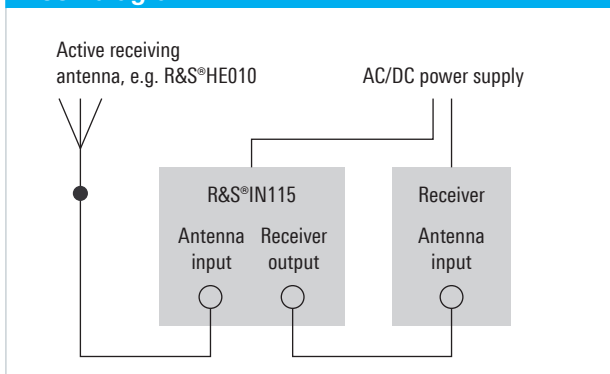 Active receiving
antenna, e.g. R&S®HE010
AC/DC power supply
R&S®IN115
Antenna
input
Receiver
output
Receiver
Antenna
input